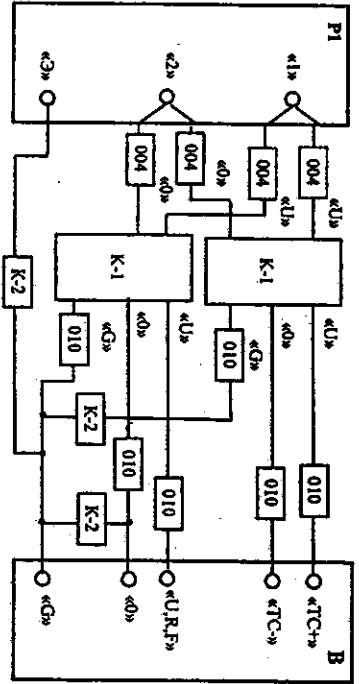 P1
B
«U»
«U»
004
010
«TC+»
«1»
«U»
«0»
004
010
«TC-»
K-1
«G»
010
«0»
004
«U»
«2»
010
«U,R,F»
«0»
004
«0»
010
«0»
K-1
«G»
K-2
K-2
010
«Э»
«G»
K-2